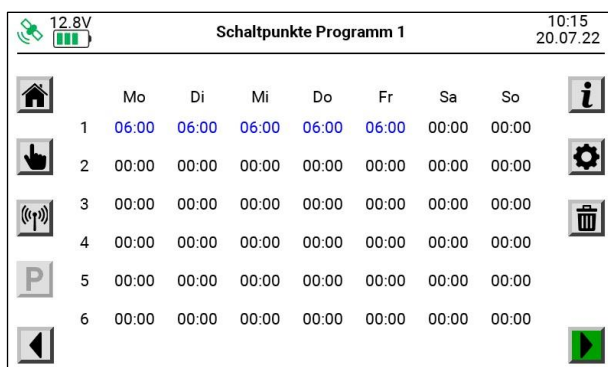 12.8V Schaltpunkte Programm 1 10:15
20.07.22
Mo Di Mi Do Fr Sa So
1 06:00 06:00 06:00 06:00 06:00 00:00 00:00
2 00:00 00:00 00:00 00:00 00:00 00:00 00:00
3 00:00 00:00 00:00 00:00 00:00 00:00 00:00
4 00:00 00:00 00:00 00:00 00:00 00:00 00:00
P
5 00:00 00:00 00:00 00:00 00:00 00:00 00:00
6 00:00 00:00 00:00 00:00 00:00 00:00 00:00
i